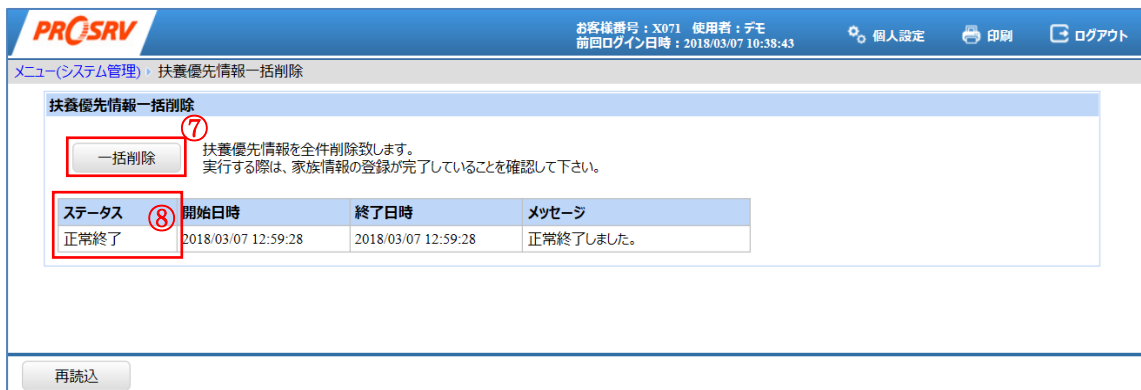 PROSRV
お客様番号：X071 使用者：デモ
前回ログイン日時：2018/03/07 10:38:43
個人設定
印刷
ログアウト
メニュー(システム管理)› 扶養優先情報一括削除
扶養優先情報一括削除
⑦
一括削除
扶養優先情報を全件削除致します。
実行する際は、家族情報の登録が完了していることを確認して下さい。
ステータス ⑧ 開始日時 終了日時 メッセージ
正常終了 2018/03/07 12:59:28 2018/03/07 12:59:28 正常終了しました。
再読込